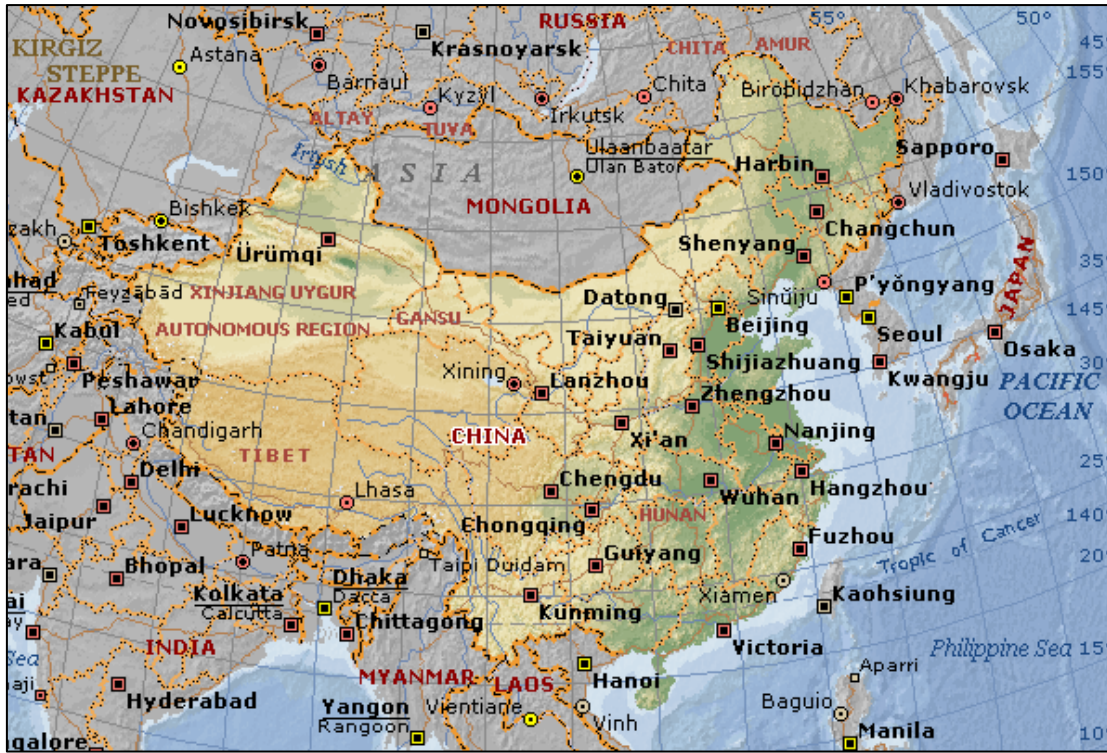 Novosibirsk
RUSSIA
55°
50°
45°
KIRGIZ
STEPPE
Astana
Krasnoyarsk
CHITA
AMUR
KAZAKHSTAN
Barnaul
Kyzyl
Irkutsk
Chita
Birobidzhan
Khabarovsk
155°
ALTAY
TUVA
Irtysh
ASIA
Ulaanbaatar
Ulan Bator
Harbin
Sapporo
150°
MONGOLIA
Vladivostok
Bishkek
Toshkent
Ürümqi
Shenyang
Changchun
35°
JAPAN
Feyzābād
XINJIANG UYGUR
AUTONOMOUS REGION
GANSU
Datong
Sinŭiju
P'yŏngyang
145°
Kabul
Taiyuan
Beijing
Seoul
Osaka
Peshawar
Xining
Lanzhou
Shijiazhuang
Kwangju
30°
Zhengzhou
PACIFIC
OCEAN
Lahore
Chandigarh
TIBET
CHINA
Xi'an
Nanjing
25°
Delhi
Lhasa
Chengdu
Wuhan
Hangzhou
Jaipur
Lucknow
Chongqing
HUNAN
140°
Patna
Taipi Duidam
Guiyang
Fuzhou
Tropic of Cancer
20°
Bhopal
Dhaka
Dacca
Kolkata
Calcutta
Kunming
Xiamen
Kaohsiung
Chittagong
Victoria
INDIA
Philippine Sea
15°
Sea
MYANMAR
LAOS
Hanoi
Aparri
Hyderabad
Yangon
Rangoon
Vientiane
Vinh
Baguio
Manila
10°